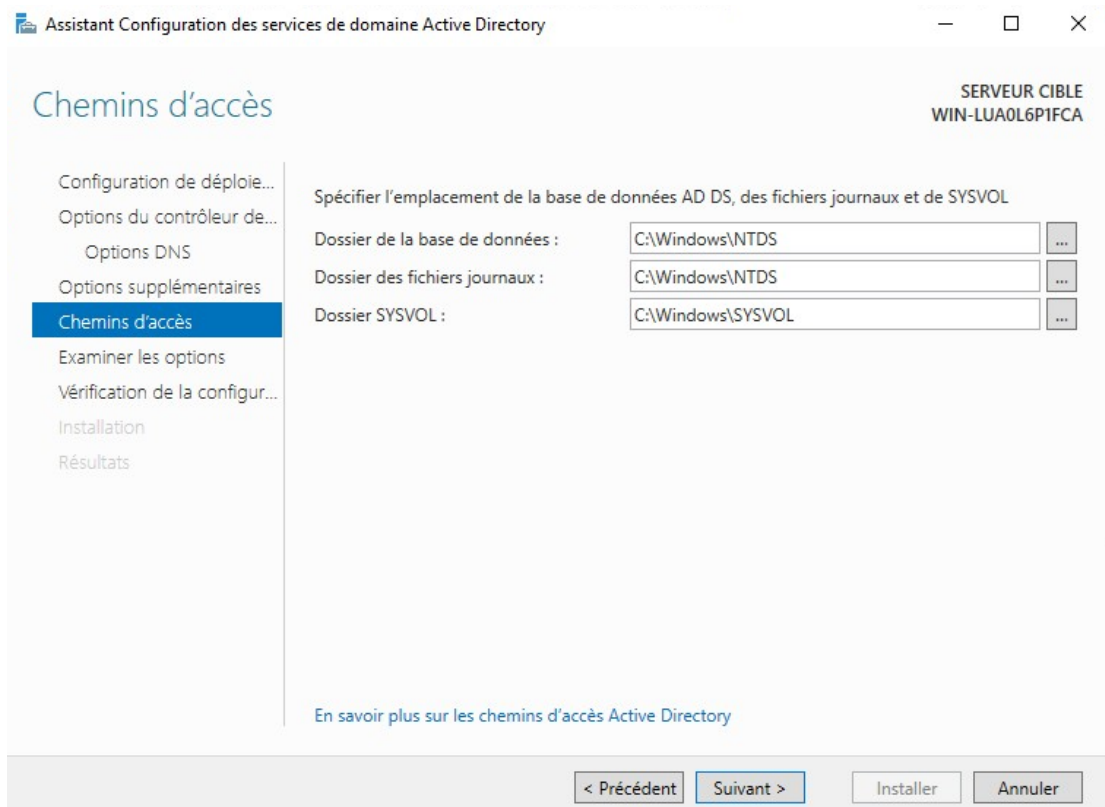 Assistant Configuration des services de domaine Active Directory
Chemins d'accès
SERVEUR CIBLE
WIN-LUA0L6P1FCA
Configuration de déploie...
Options du contrôleur de...
Options DNS
Options supplémentaires
Chemins d'accès
Examiner les options
Vérification de la configur...
Installation
Résultats
Spécifier l'emplacement de la base de données AD DS, des fichiers journaux et de SYSVOL
Dossier de la base de données : C:\Windows\NTDS ...
Dossier des fichiers journaux : C:\Windows\NTDS ...
Dossier SYSVOL : C:\Windows\SYSVOL ...
En savoir plus sur les chemins d'accès Active Directory
< Précédent Suivant > Installer Annuler